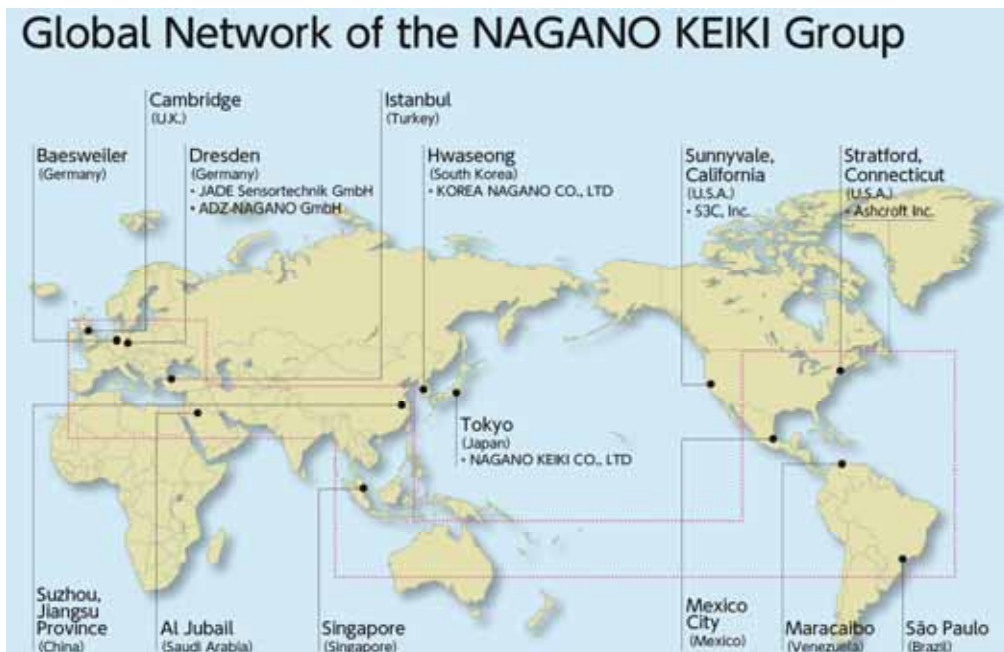 Global Network of the NAGANO KEIKI Group
Cambridge
(U.K.)
Istanbul
(Turkey)
Baesweiler
(Germany)
Dresden
(Germany)
• JADE Sensortechnik GmbH
• ADZ-NAGANO GmbH
Hwaseong
(South Korea)
• KOREA NAGANO CO., LTD
Sunnyvale,
California
(U.S.A.)
• S3C, Inc.
Stratford,
Connecticut
(U.S.A.)
• Ashcroft Inc.
Tokyo
(Japan)
• NAGANO KEIKI CO., LTD
Suzhou,
Jiangsu
Province
(China)
Al Jubail
(Saudi Arabia)
Singapore
(Singapore)
Mexico
City
(Mexico)
Maracaibo
(Venezuela)
São Paulo
(Brazil)